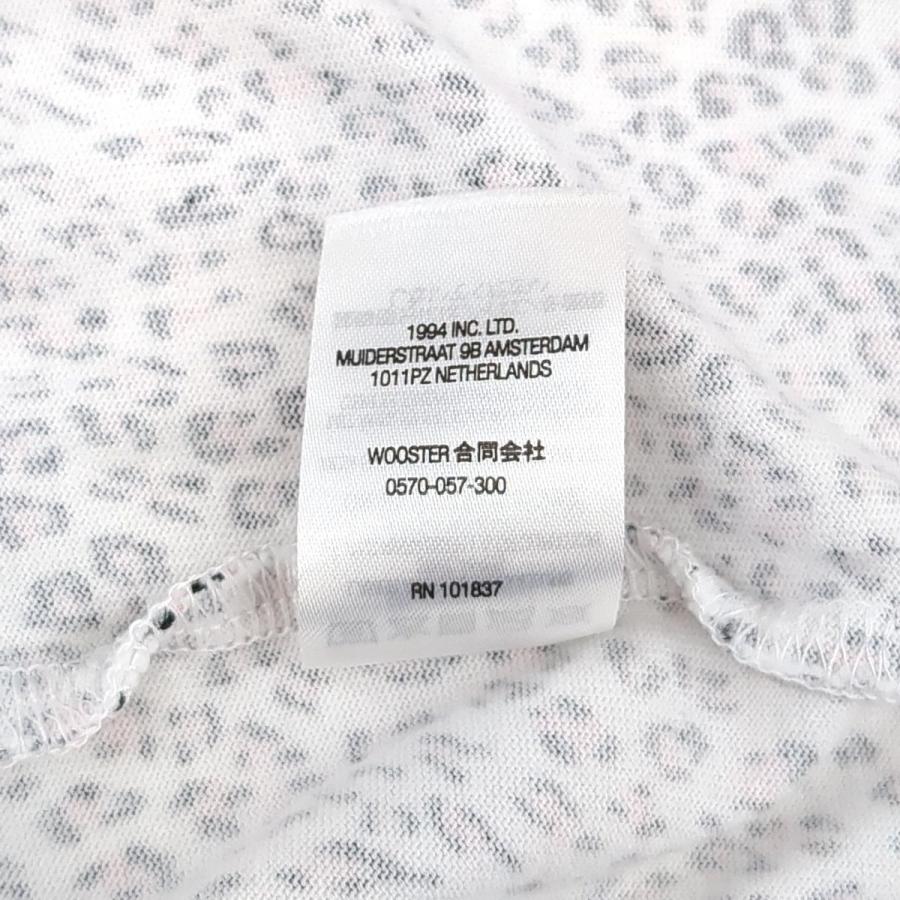 1994 INC. LTD.
MUIDERSTRAAT 9B AMSTERDAM
1011PZ NETHERLANDS
WOOSTER 合同会社
0570-057-300
RN 101837